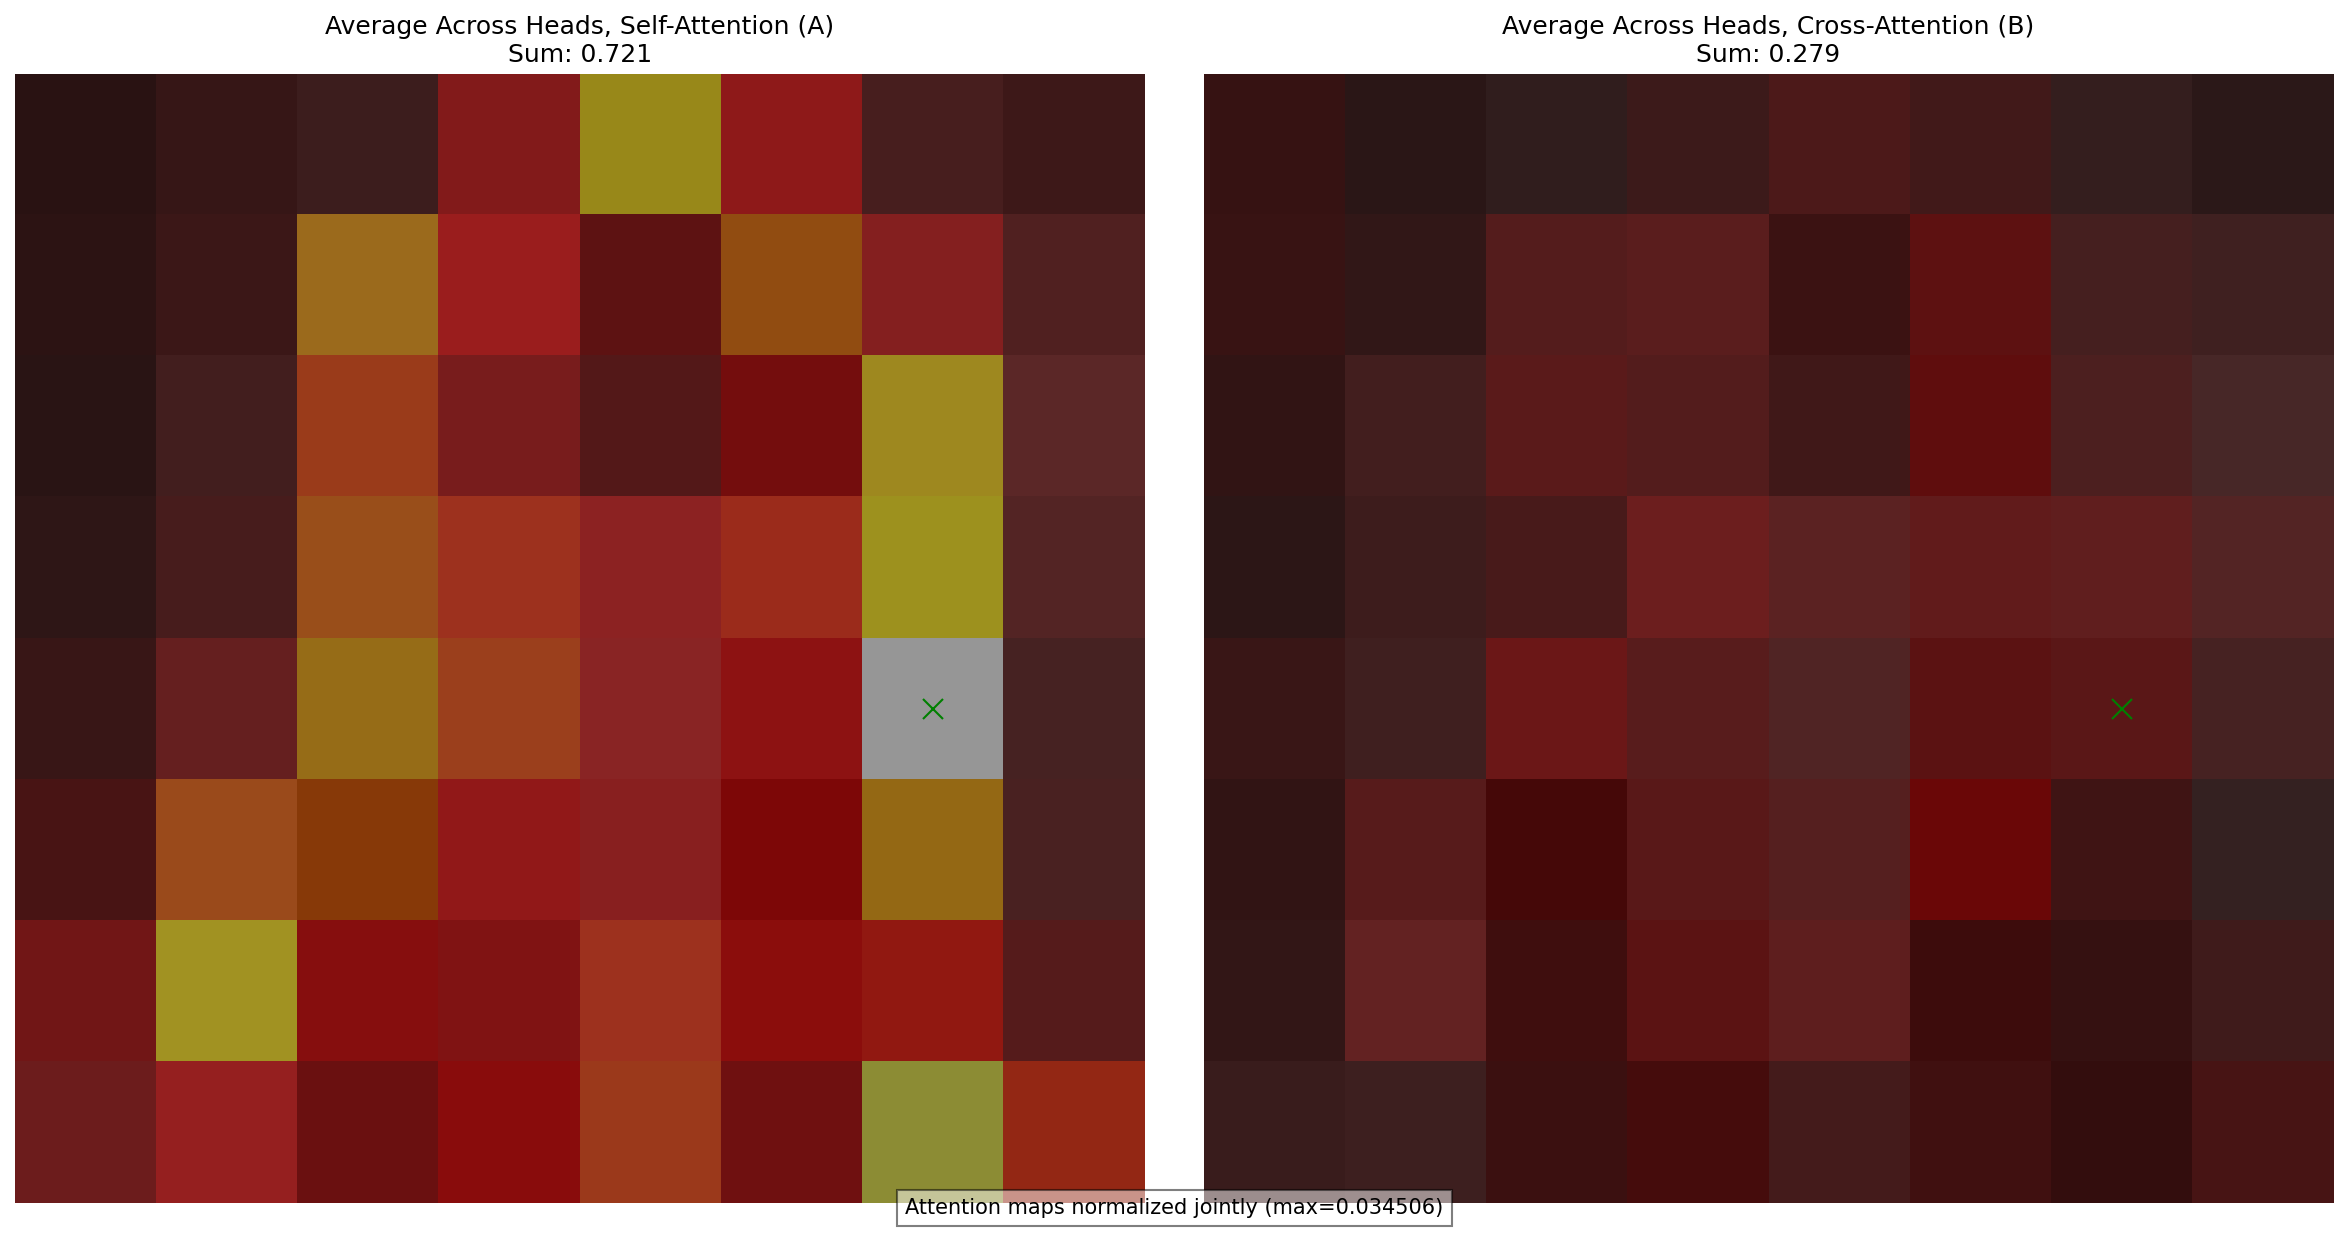 Average Across Heads, Self-Attention (A)
Sum: 0.721
Average Across Heads, Cross-Attention (B)
Sum: 0.279
Attention maps normalized jointly (max=0.034506)